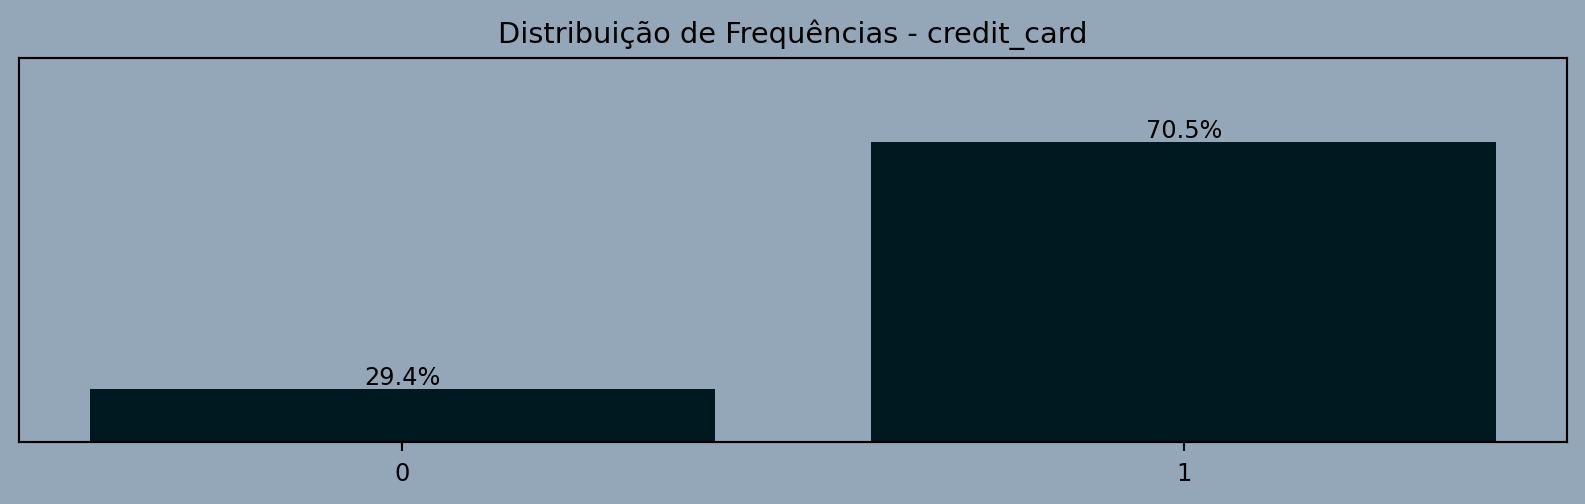 Distribuição de Frequências - credit_card
70.5%
29.4%
0
1